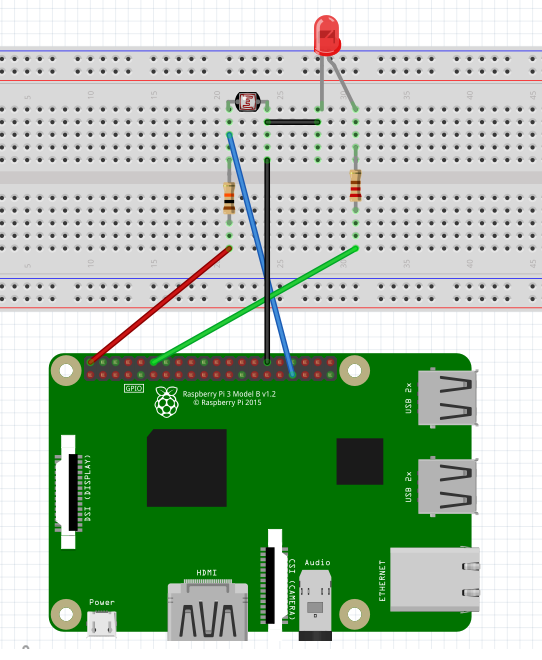 5
10
15
20
25
30
35
40
45
5
10
15
20
25
30
35
40
45
GPIO
Raspberry Pi 3 Model B v1.2
© Raspberry Pi 2015
USB 2x
USB 2x
DSI (DISPLAY)
CSI (CAMERA)
Audio
ETHERNET
HDMI
Power